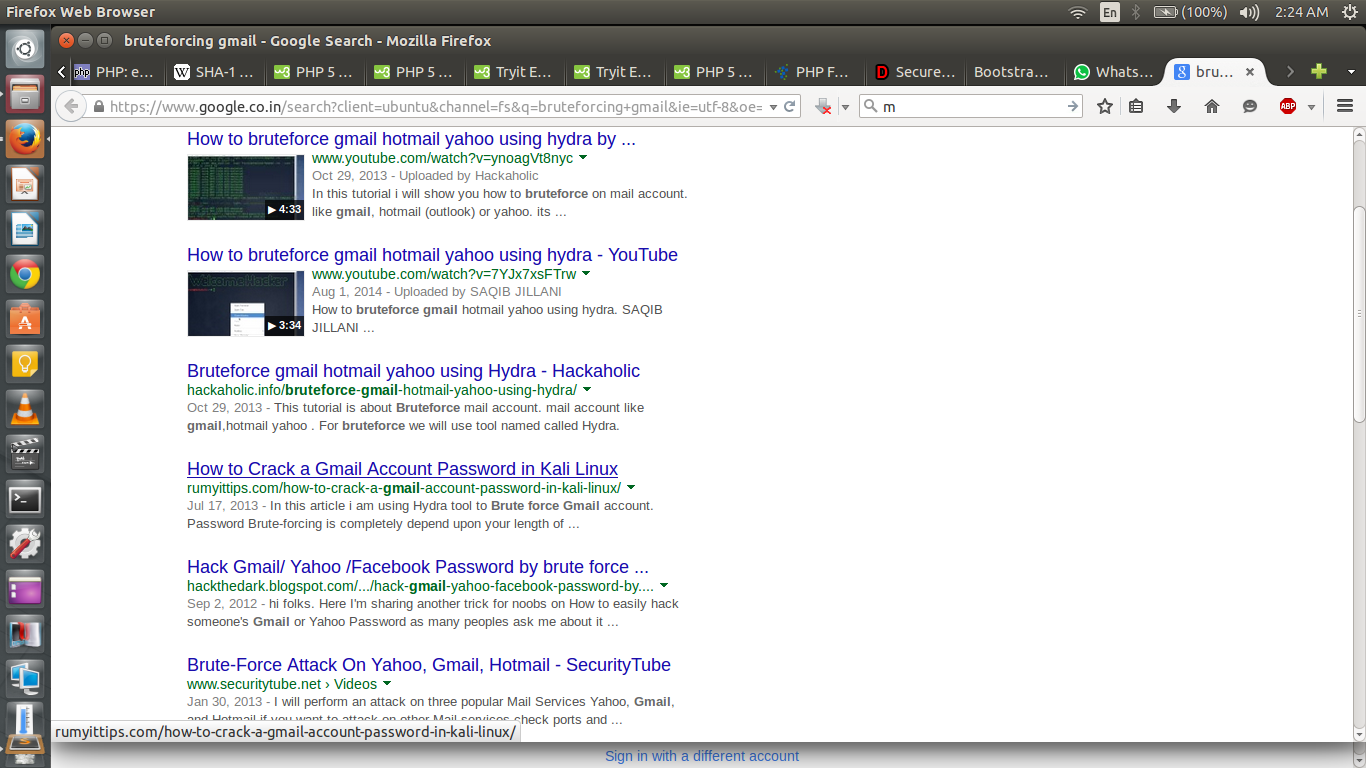 Firefox Web Browser
En
(100%)
2:24 AM
bruteforcing gmail - Google Search - Mozilla Firefox
php PHP: e...
W SHA-1 ...
w3 PHP 5 ...
w3 PHP 5 ...
w3 Tryit E...
w3 Tryit E...
w3 PHP 5 ...
PHP F...
D Secure...
Bootstra...
Whats...
8 bru...
https://www.google.co.in/search?client=ubuntu&channel=fs&q=bruteforcing+gmail&ie=utf-8&oe=
m
ABP
How to bruteforce gmail hotmail yahoo using hydra by ...
www.youtube.com/watch?v=ynoagVt8nyc
Oct 29, 2013 - Uploaded by Hackaholic
In this tutorial i will show you how to bruteforce on mail account.
like gmail, hotmail (outlook) or yahoo. its ...
4:33
How to bruteforce gmail hotmail yahoo using hydra - YouTube
www.youtube.com/watch?v=7YJx7xsFTrw
Aug 1, 2014 - Uploaded by SAQIB JILLANI
How to bruteforce gmail hotmail yahoo using hydra. SAQIB
JILLANI ...
3:34
Bruteforce gmail hotmail yahoo using Hydra - Hackaholic
hackaholic.info/bruteforce-gmail-hotmail-yahoo-using-hydra/
Oct 29, 2013 - This tutorial is about Bruteforce mail account. mail account like
gmail,hotmail yahoo . For bruteforce we will use tool named called Hydra.
How to Crack a Gmail Account Password in Kali Linux
rumyittips.com/how-to-crack-a-gmail-account-password-in-kali-linux/
Jul 17, 2013 - In this article i am using Hydra tool to Brute force Gmail account.
Password Brute-forcing is completely depend upon your length of ...
Hack Gmail/ Yahoo /Facebook Password by brute force ...
hackthedark.blogspot.com/.../hack-gmail-yahoo-facebook-password-by....
Sep 2, 2012 - hi folks. Here I'm sharing another trick for noobs on How to easily hack
someone's Gmail or Yahoo Password as many peoples ask me about it ...
Brute-Force Attack On Yahoo, Gmail, Hotmail - SecurityTube
www.securitytube.net › Videos
Jan 30, 2013 - I will perform an attack on three popular Mail Services Yahoo, Gmail,
and Hotmail if you want to attack on other Mail services check ports and ...
rumyittips.com/how-to-crack-a-gmail-account-password-in-kali-linux/
Sign in with a different account